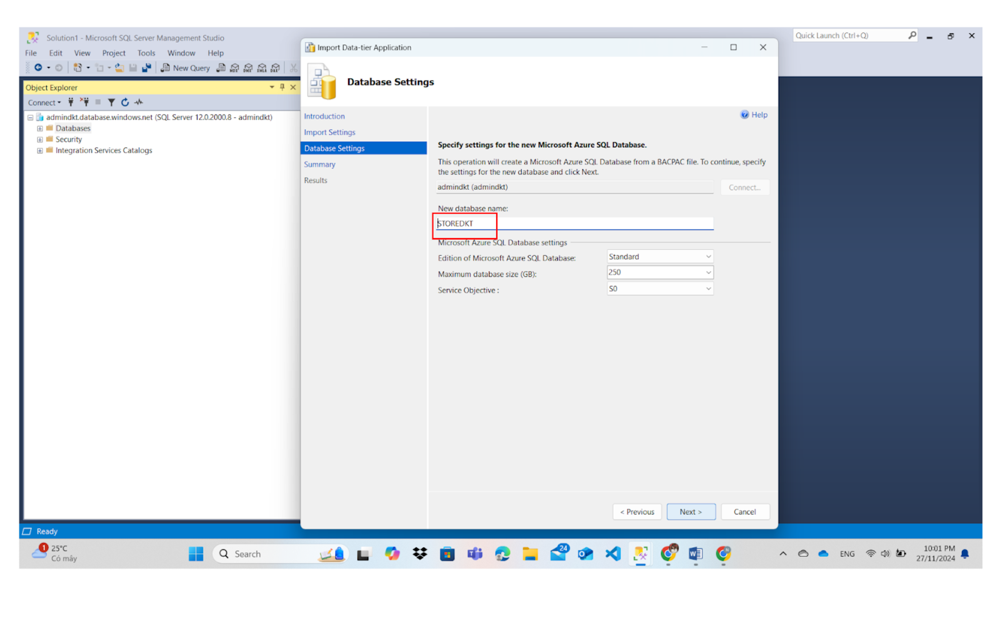 Solution1 - Microsoft SQL Server Management Studio
Quick Launch (Ctrl+Q)
File Edit View Project Tools Window Help
New Query
MDX DMX XMLA DAX
Object Explorer
Connect
admindkt.database.windows.net (SQL Server 12.0.2000.8 - admindkt)
Databases
Security
Integration Services Catalogs
Import Data-tier Application
Database Settings
Introduction
Import Settings
Database Settings
Summary
Results
Help
Specify settings for the new Microsoft Azure SQL Database.
This operation will create a Microsoft Azure SQL Database from a BACPAC file. To continue, specify
the settings for the new database and click Next.
admindkt (admindkt)
Connect...
New database name:
STOREDKT
Microsoft Azure SQL Database settings
Edition of Microsoft Azure SQL Database: Standard
Maximum database size (GB): 250
Service Objective : S0
< Previous Next > Cancel
Ready
1
25°C
Có mây
Search
24
ENG
10:01 PM
27/11/2024